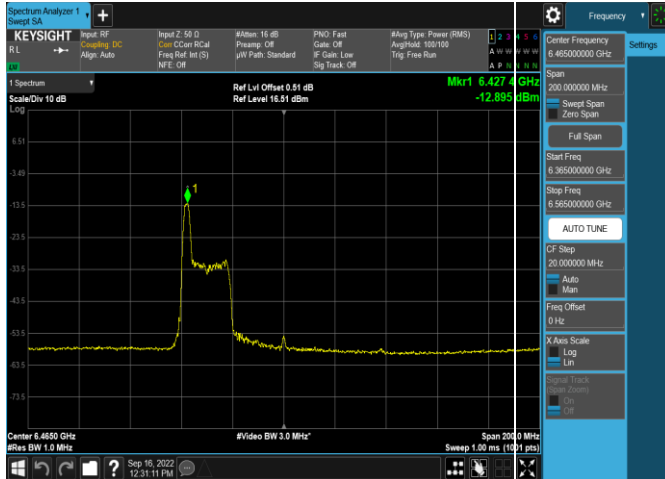 Spectrum Analyzer 1
Swept SA
Frequency
KEYSIGHT
RL
Input: RF
Coupling: DC
Align: Auto
Input Z: 50 Ω
Corr CCorr RCal
Freq Ref: Int (S)
NFE: Off
#Atten: 16 dB
Preamp: Off
µW Path: Standard
PNO: Fast
Gate: Off
IF Gain: Low
Sig Track: Off
#Avg Type: Power (RMS)
Avg|Hold: 100/100
Trig: Free Run
1 2 3 4 5 6
A W W W W W
A P N N N N
1 Spectrum
Scale/Div 10 dB
Log
Ref Lvl Offset 0.51 dB
Ref Level 16.51 dBm
Mkr1 6.427 4 GHz
-12.895 dBm
6.51
-3.49
-13.5
-23.5
-33.5
-43.5
-53.5
-63.5
-73.5
1
Center 6.4650 GHz
#Res BW 1.0 MHz
#Video BW 3.0 MHz*
Span 200.0 MHz
Sweep 1.00 ms (1001 pts)
Sep 16, 2022
12:31:11 PM
Center Frequency
6.465000000 GHz
Settings
Span
200.000000 MHz
Swept Span
Zero Span
Full Span
Start Freq
6.365000000 GHz
Stop Freq
6.565000000 GHz
AUTO TUNE
CF Step
20.000000 MHz
Auto
Man
Freq Offset
0 Hz
X Axis Scale
Log
Lin
Signal Track
(Span Zoom)
On
Off